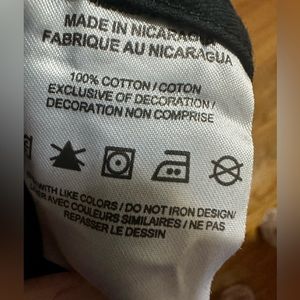 MADE IN NICARAGUA
FABRIQUE AU NICARAGUA
100% COTTON / COTON
EXCLUSIVE OF DECORATION /
DECORATION NON COMPRISE
WITH LIKE COLORS / DO NOT IRON DESIGN/
AVEC COULEURS SIMILAIRES / NE PAS
REPASSER LE DESSIN